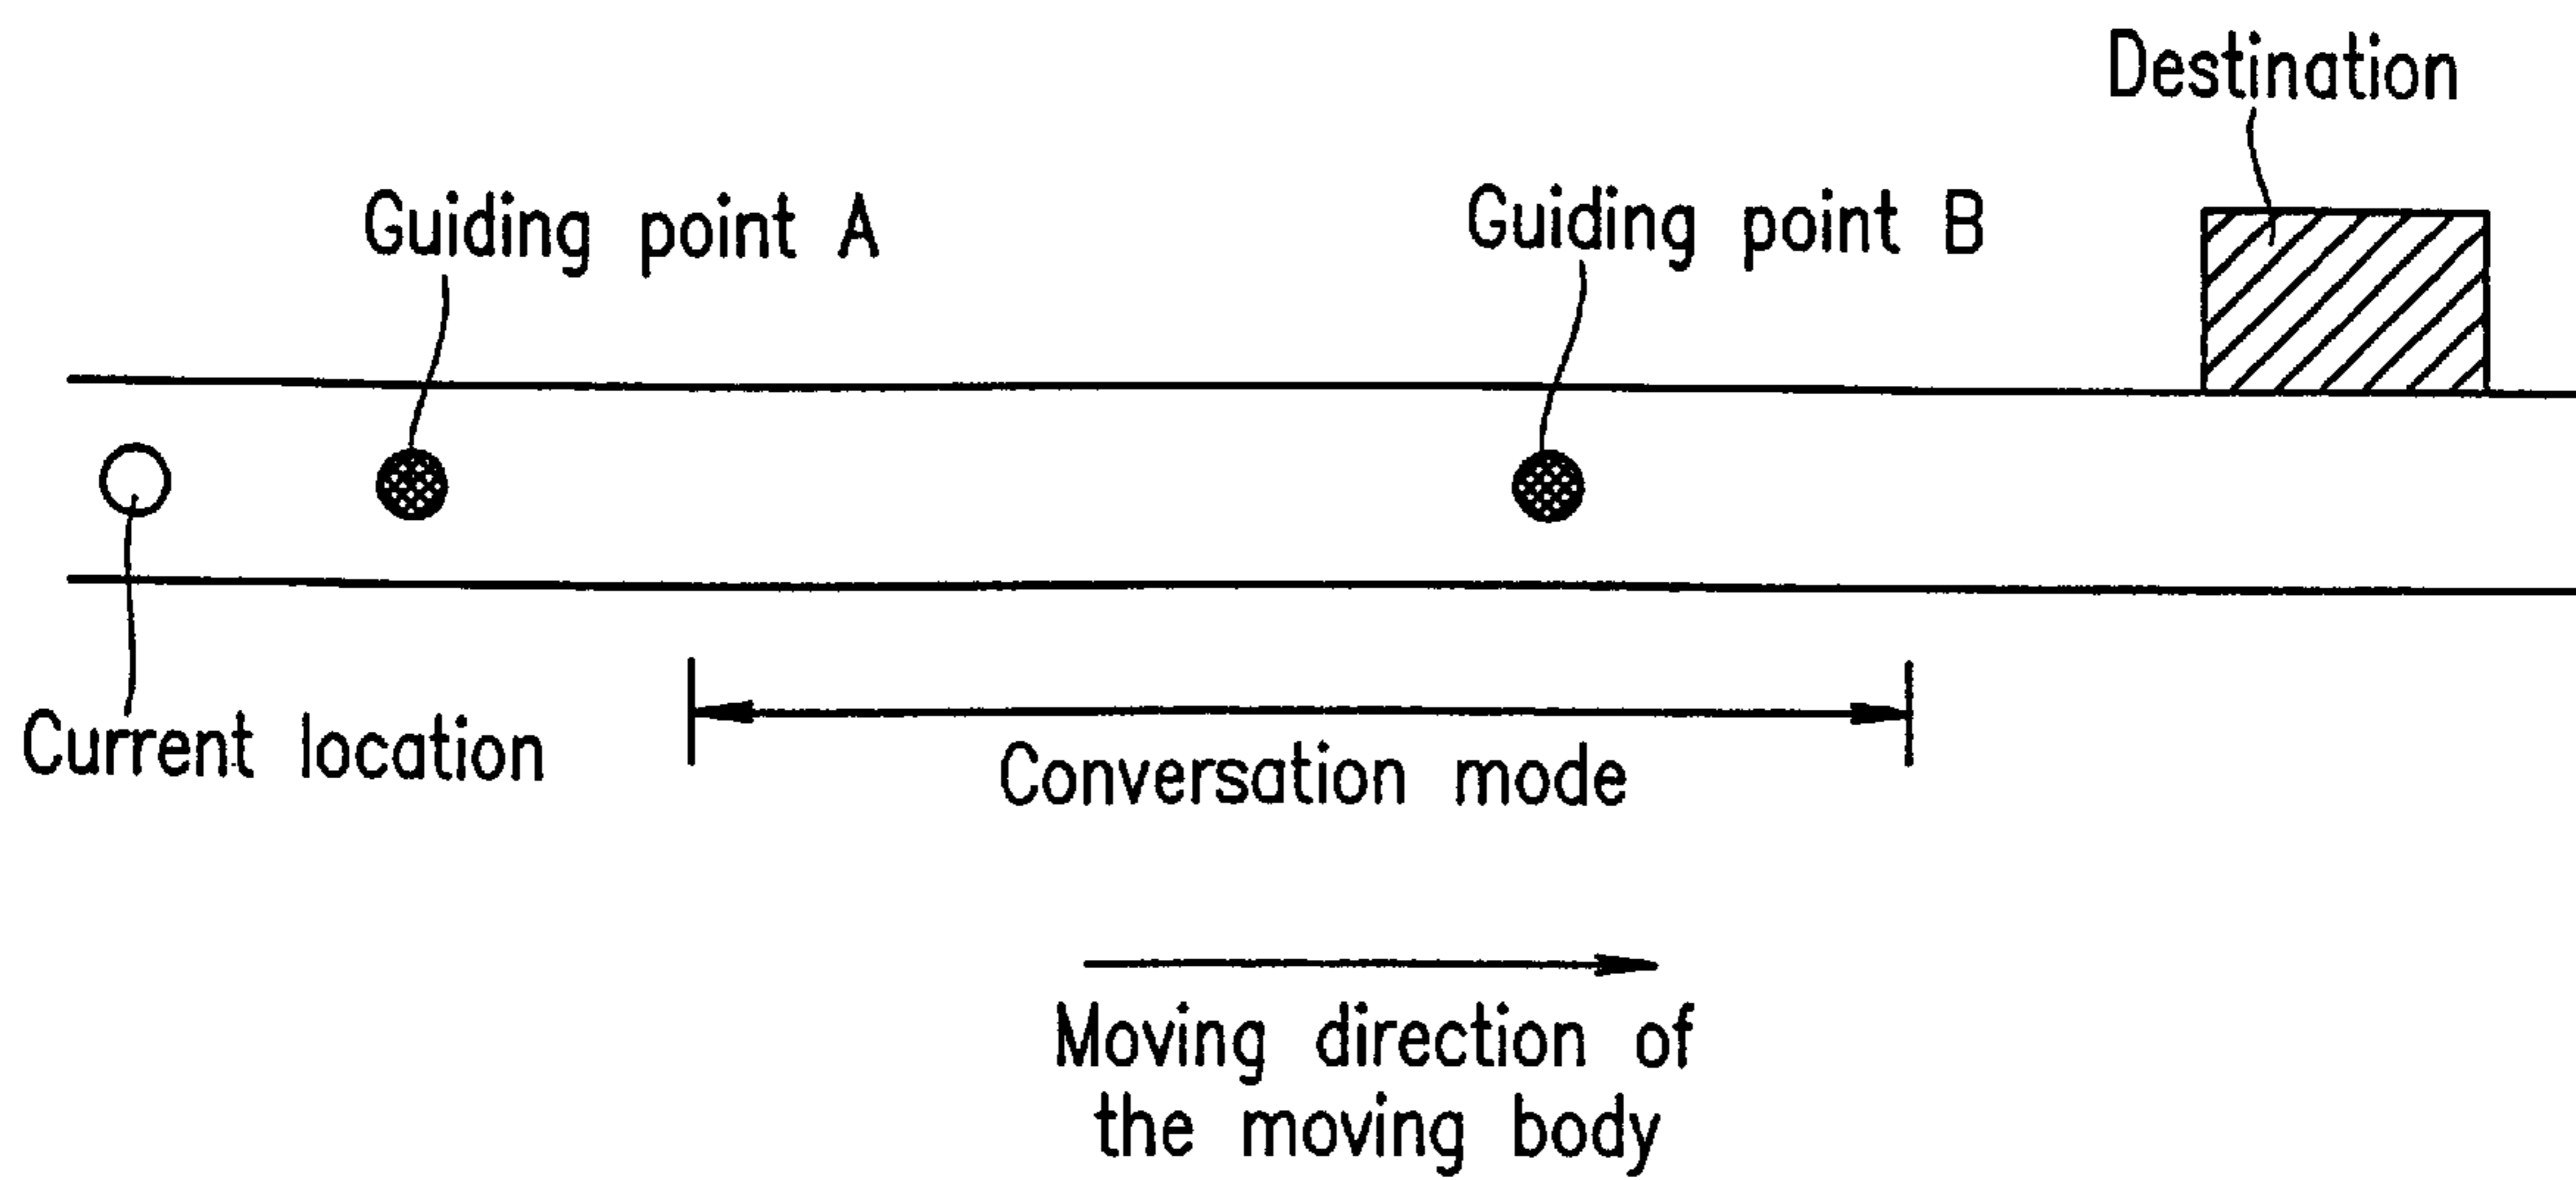 Destination
Guiding point A
Guiding point B
Current location
Conversation mode
Moving direction of
the moving body